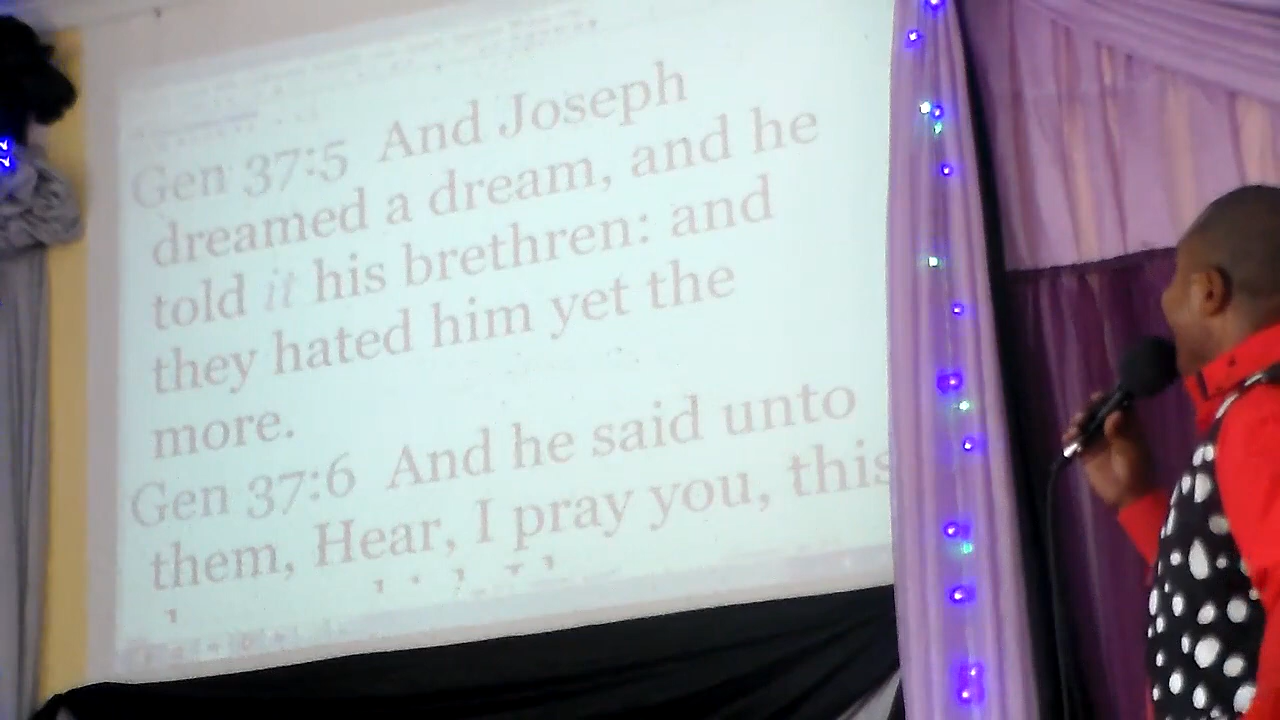 Gen 37:5 And Joseph
dreamed a dream, and he
told it his brethren: and
they hated him yet the
more.
Gen 37:6 And he said unto
them, Hear, I pray you, this